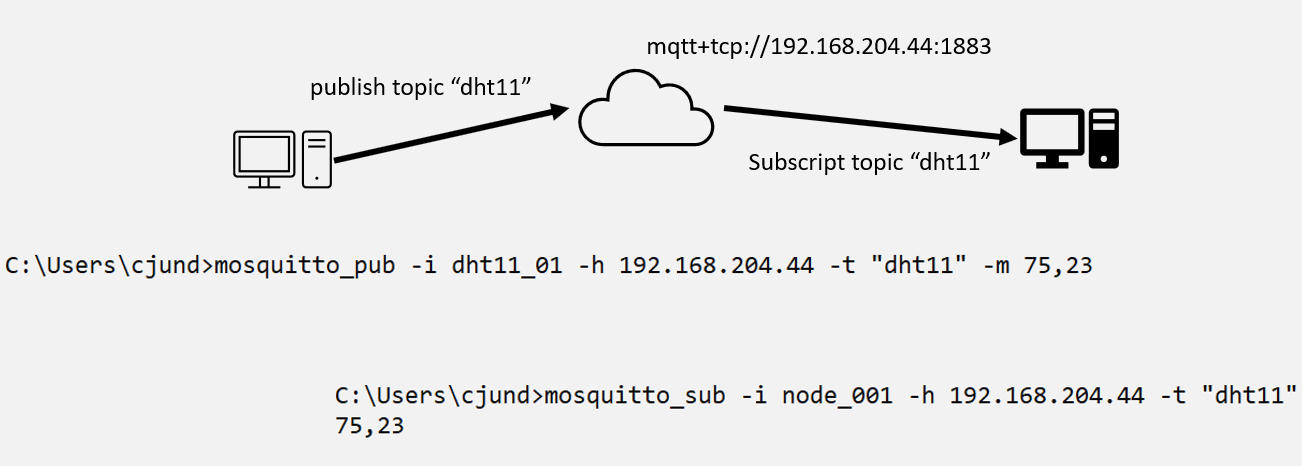 mqtt+tcp://192.168.204.44:1883
publish topic “dht11”
Subscript topic “dht11”
C:\Users\cjund>mosquitto_pub -i dht11_01 -h 192.168.204.44 -t "dht11" -m 75,23
C:\Users\cjund>mosquitto_sub -i node_001 -h 192.168.204.44 -t "dht11"
75,23